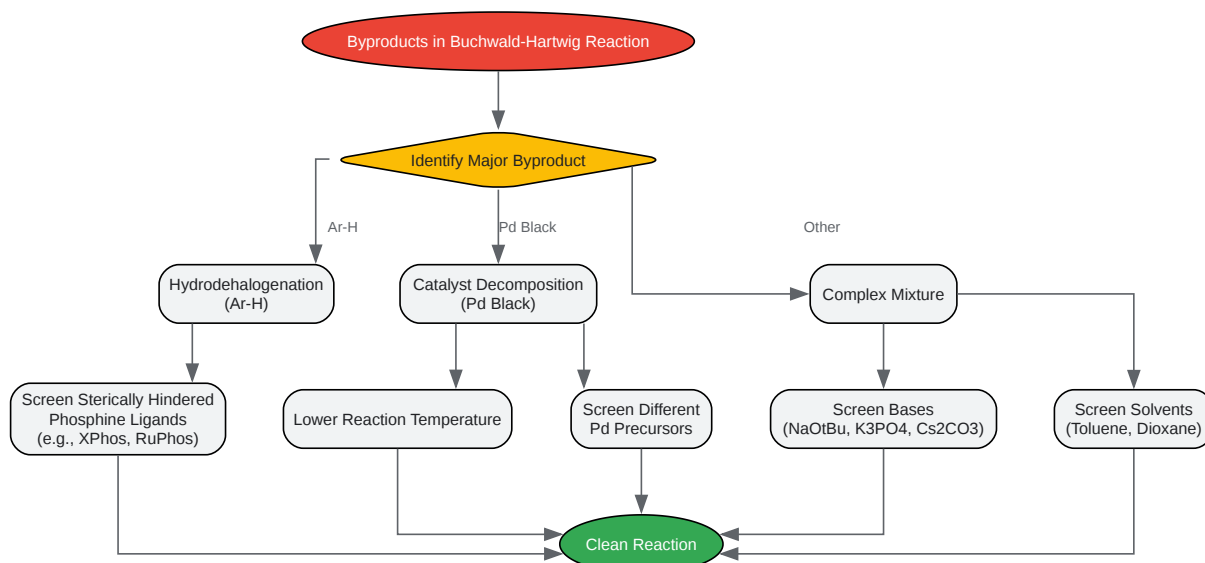 Byproducts in Buchwald-Hartwig Reaction
Identify Major Byproduct
Ar-H
Pd Black
Other
Hydrodehalogenation
(Ar-H)
Catalyst Decomposition
(Pd Black)
Complex Mixture
Screen Sterically Hindered
Phosphine Ligands
(e.g., XPhos, RuPhos)
Lower Reaction Temperature
Screen Different
Pd Precursors
Screen Bases
(NaOtBu, K3PO4, Cs2CO3)
Screen Solvents
(Toluene, Dioxane)
Clean Reaction